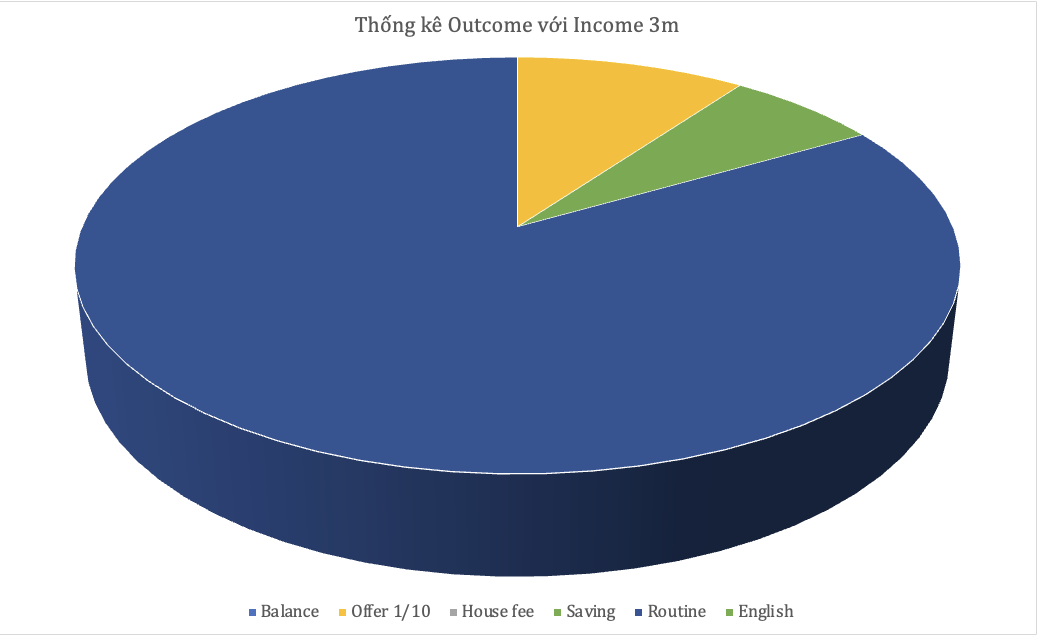 Thống kê Outcome với Income 3m
Balance Offer 1/10 House fee Saving Routine English